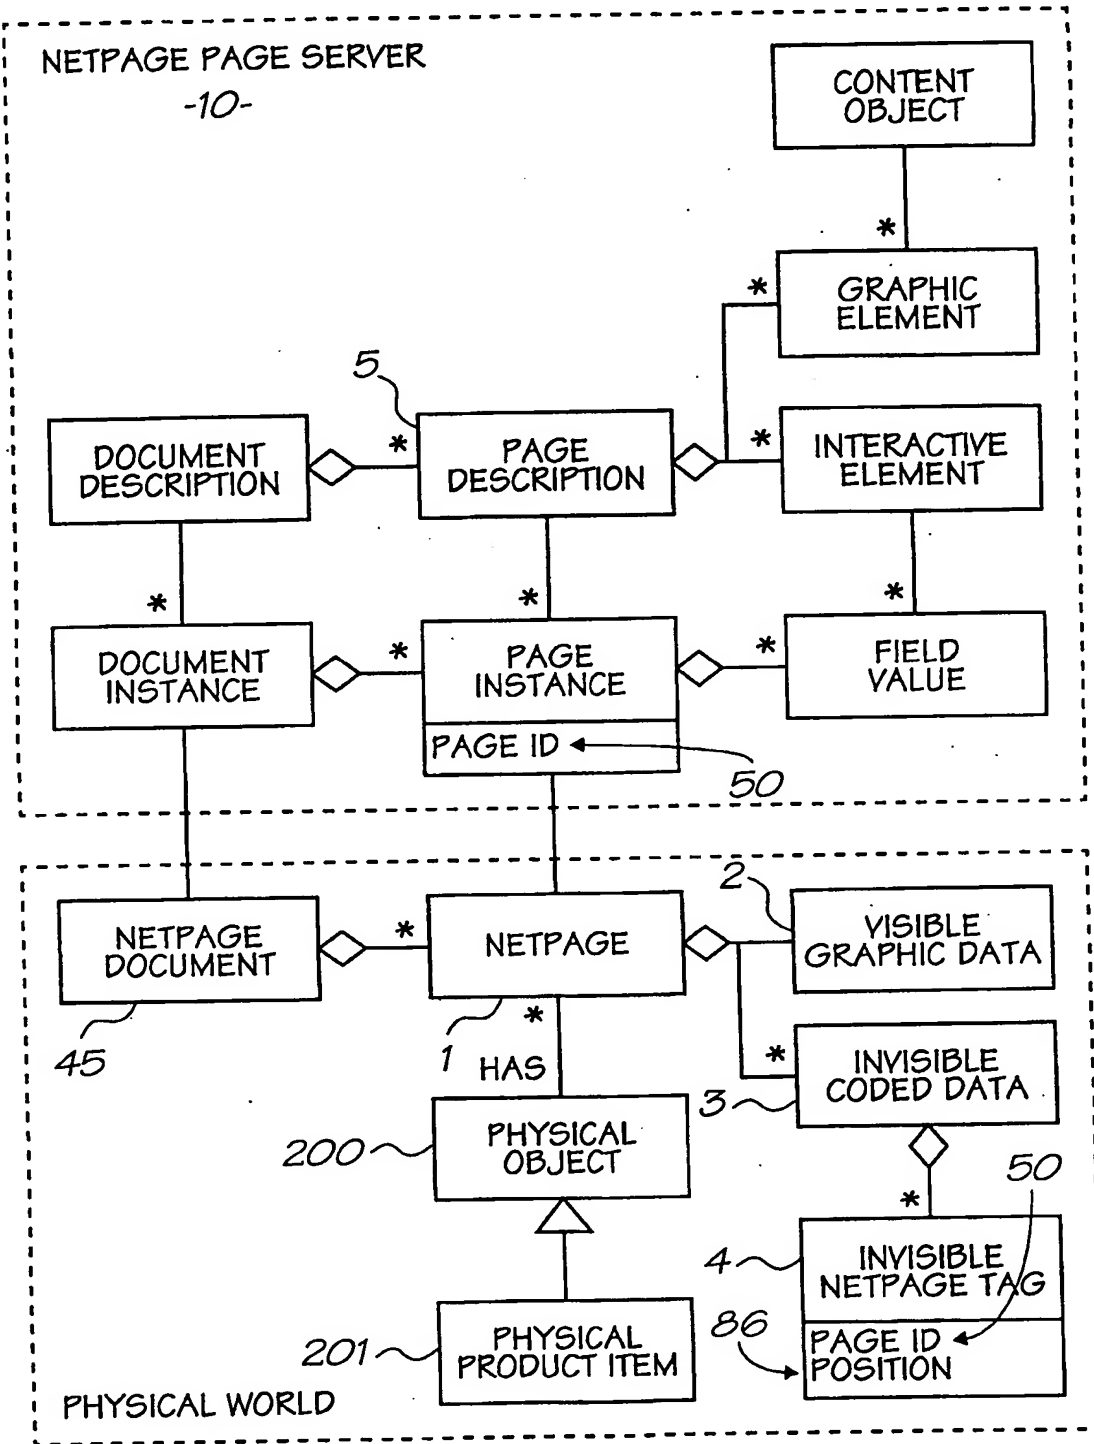 NETPAGE PAGE SERVER
-10-
CONTENT
OBJECT
*
GRAPHIC
ELEMENT
*
5
DOCUMENT
DESCRIPTION
*
PAGE
DESCRIPTION
*
INTERACTIVE
ELEMENT
*
*
*
DOCUMENT
INSTANCE
*
PAGE
INSTANCE
PAGE ID
50
*
FIELD
VALUE
NETPAGE
DOCUMENT
45
*
NETPAGE
1
2
VISIBLE
GRAPHIC DATA
*
HAS
*
INVISIBLE
CODED DATA
3
200
PHYSICAL
OBJECT
50
*
4
INVISIBLE
NETPAGE TAG
86
PAGE ID
POSITION
201
PHYSICAL
PRODUCT ITEM
PHYSICAL WORLD